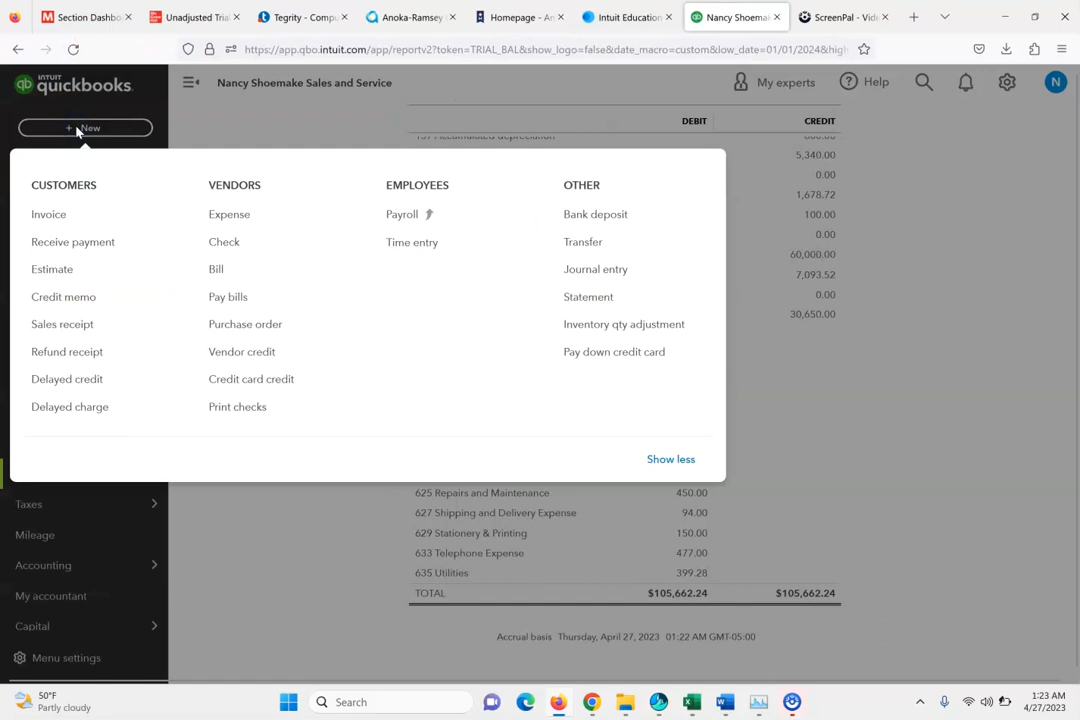 Section Dashbo
Unadjusted Trial
Tegrity - Compu
Anoka-Ramsey
Homepage - An
Intuit Education
Nancy Shoemake
ScreenPal - Vide
https://app.qbo.intuit.com/app/reportv2?token=TRIAL_BAL&show_logo=false&date_macro=custom&low_date=01/01/2024&high
INTUIT
quickbooks.
Nancy Shoemake Sales and Service
My experts
Help
N
+ New
DEBIT CREDIT
157 Accumulated depreciation
5,340.00
0.00
1,678.72
100.00
0.00
60,000.00
7,093.52
0.00
30,650.00
CUSTOMERS
Invoice
Receive payment
Estimate
Credit memo
Sales receipt
Refund receipt
Delayed credit
Delayed charge
VENDORS
Expense
Check
Bill
Pay bills
Purchase order
Vendor credit
Credit card credit
Print checks
EMPLOYEES
Payroll
Time entry
OTHER
Bank deposit
Transfer
Journal entry
Statement
Inventory qty adjustment
Pay down credit card
Show less
Taxes
Mileage
Accounting
My accountant
Capital
Menu settings
625 Repairs and Maintenance 450.00
627 Shipping and Delivery Expense 94.00
629 Stationery & Printing 150.00
633 Telephone Expense 477.00
635 Utilities 399.28
TOTAL $105,662.24 $105,662.24
Accrual basis Thursday, April 27, 2023 01:22 AM GMT-05:00
50°F
Partly cloudy
Search
1:23 AM
4/27/2023